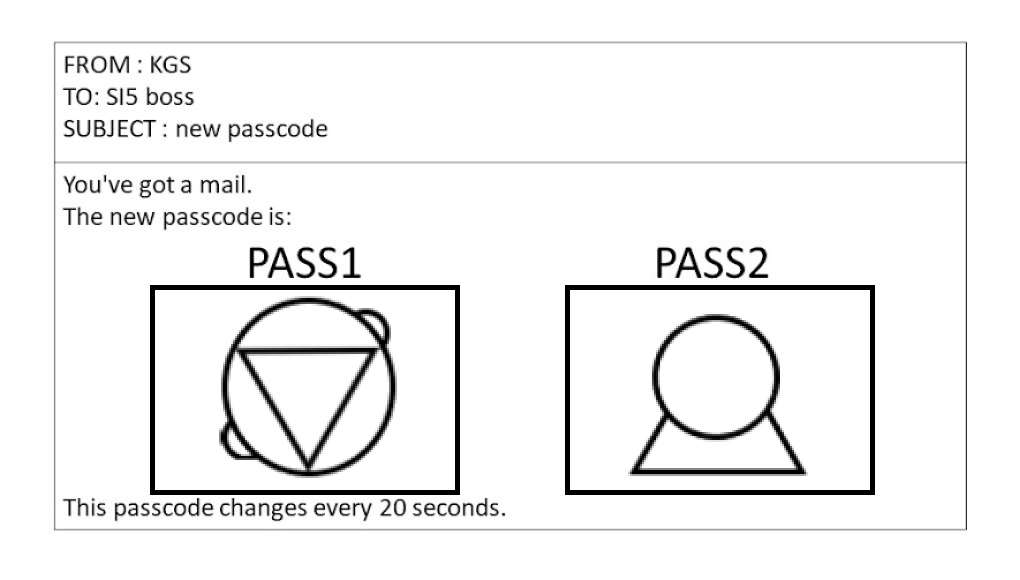 FROM : KGS
TO: SI5 boss
SUBJECT : new passcode
You've got a mail.
The new passcode is:
PASS1
PASS2
This passcode changes every 20 seconds.